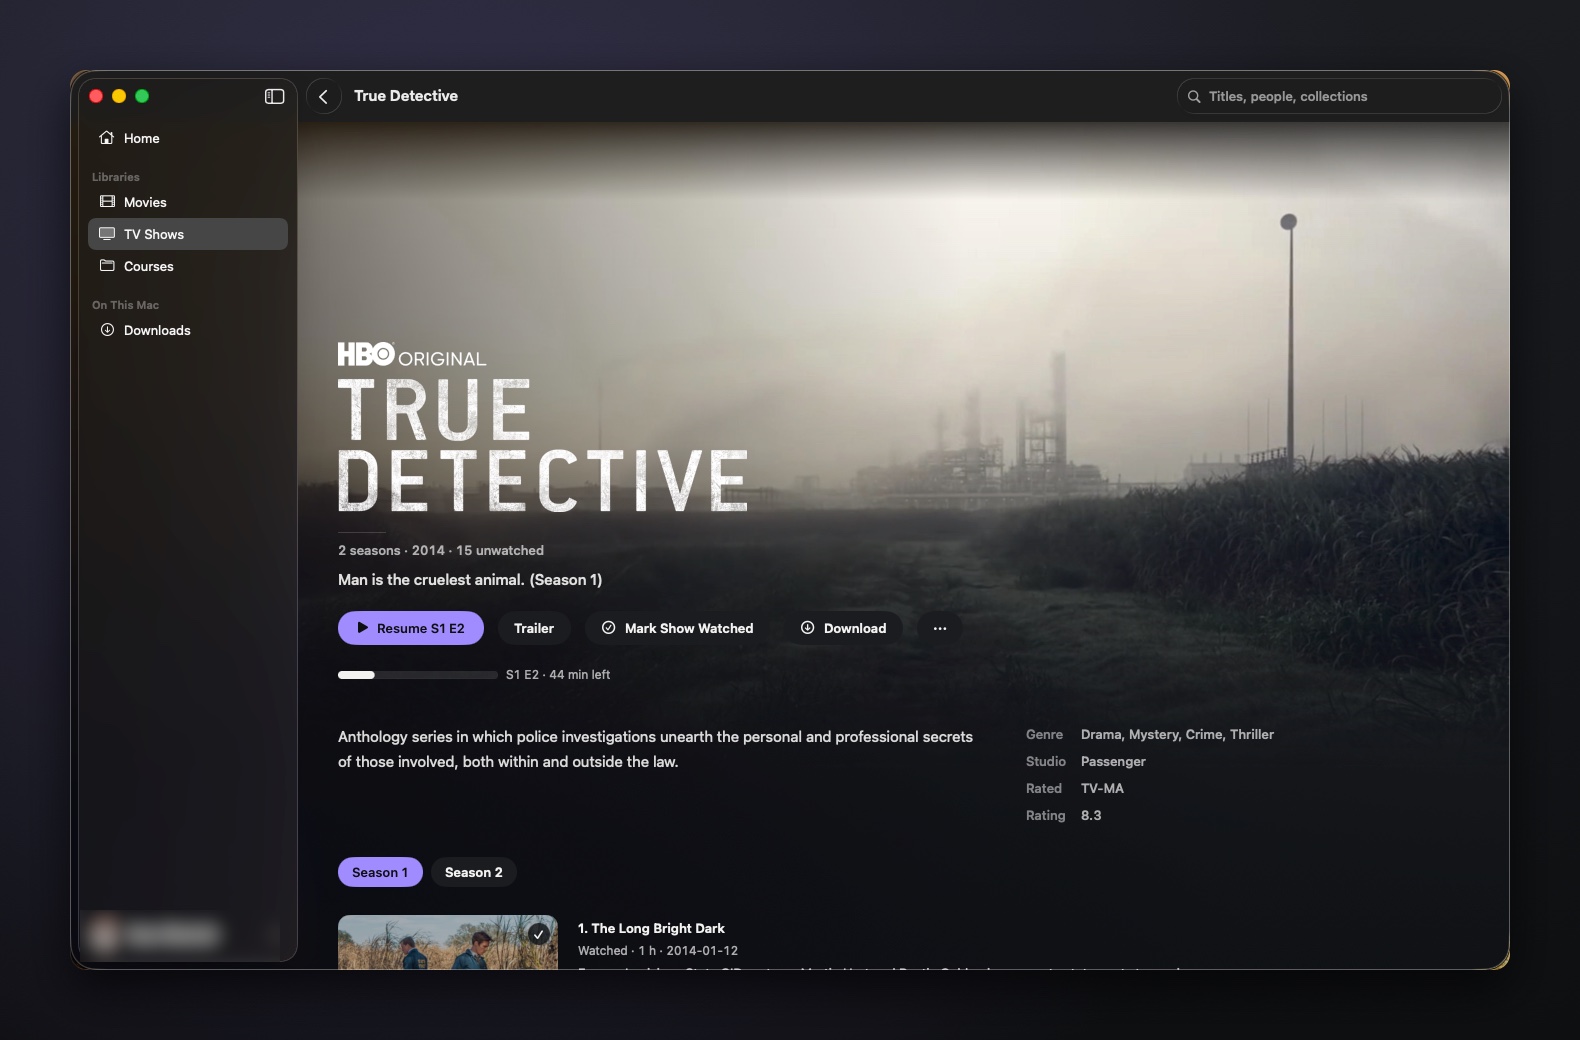 True Detective
Titles, people, collections
Home
Libraries
Movies
TV Shows
Courses
On This Mac
Downloads
HBO ORIGINAL
TRUE
DETECTIVE
2 seasons · 2014 · 15 unwatched
Man is the cruelest animal. (Season 1)
Resume S1 E2
Trailer
Mark Show Watched
Download
S1 E2 · 44 min left
Anthology series in which police investigations unearth the personal and professional secrets
of those involved, both within and outside the law.
Genre Drama, Mystery, Crime, Thriller
Studio Passenger
Rated TV-MA
Rating 8.3
Season 1
Season 2
1. The Long Bright Dark
Watched · 1 h · 2014-01-12